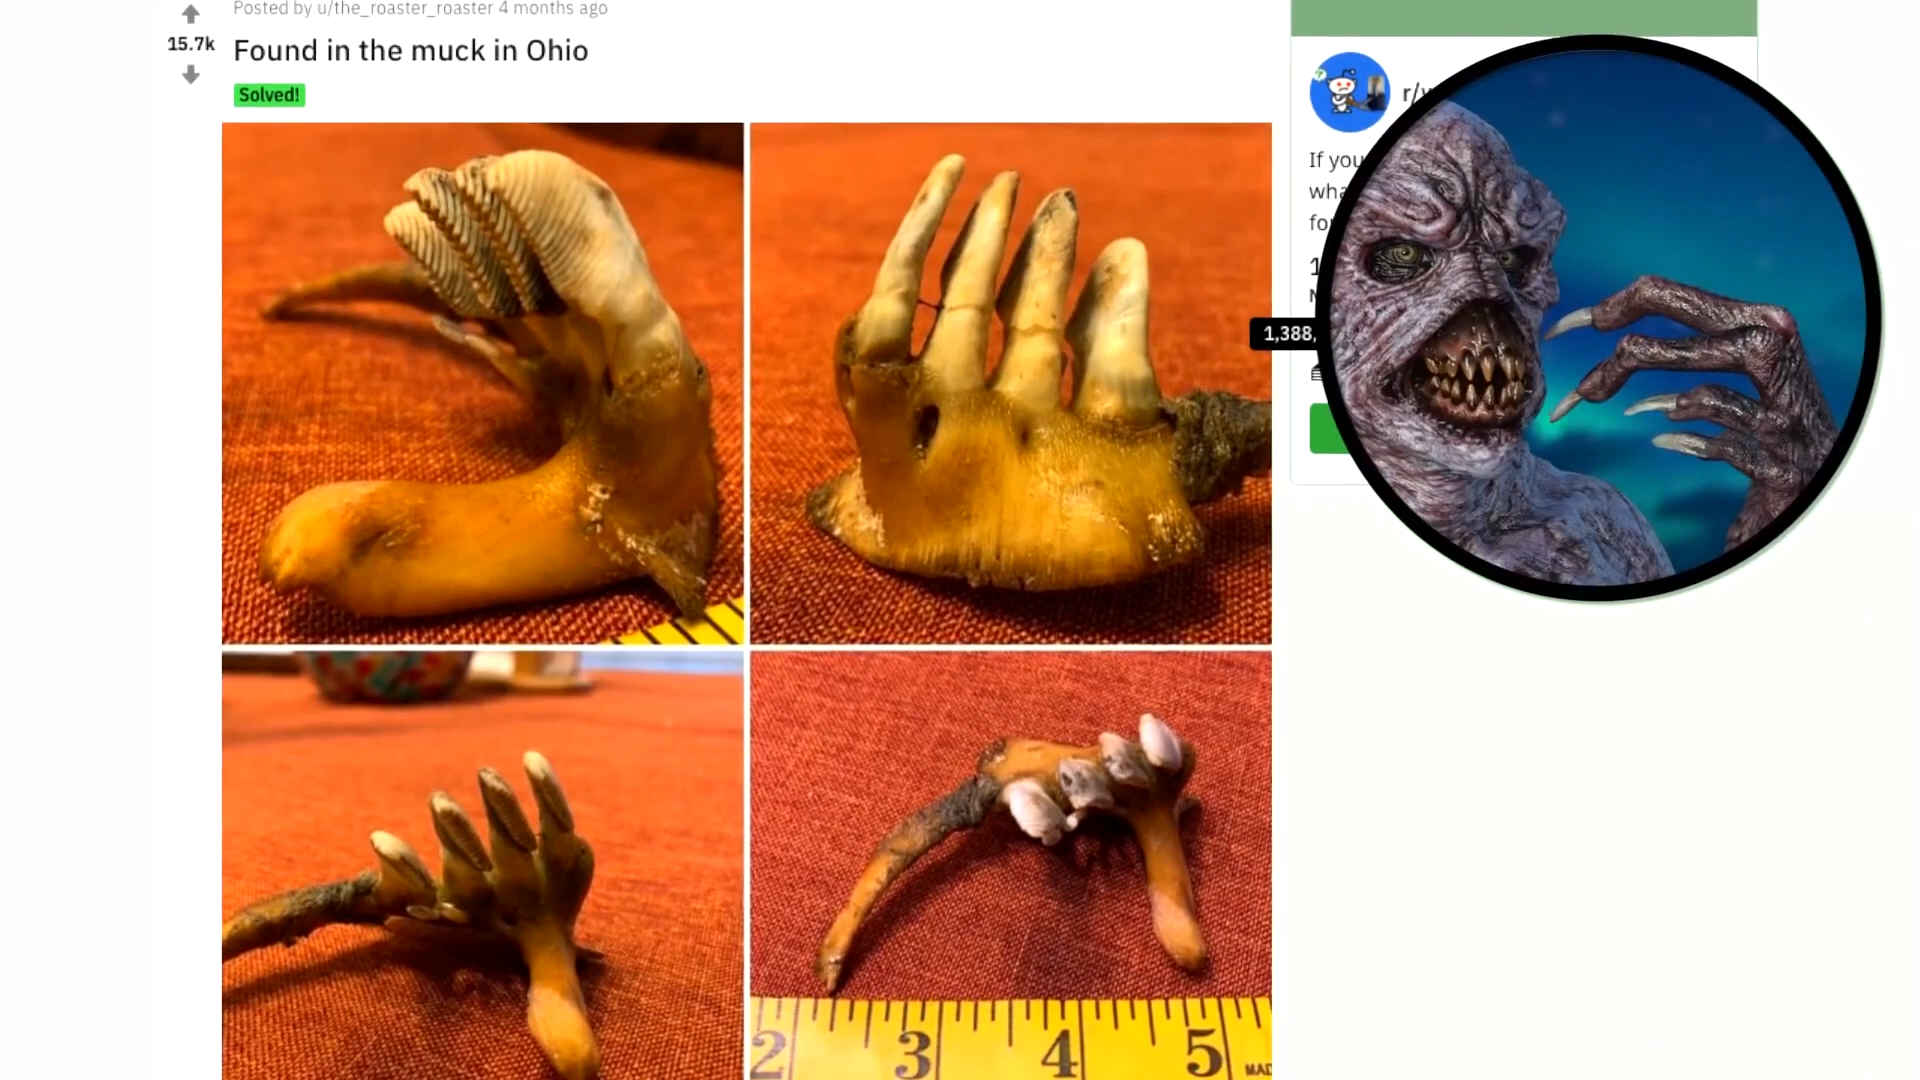 Posted by u/the_roaster_roaster 4 months ago
15.7k
Found in the muck in Ohio
Solved!
r/
If you
for
1,388,
2 3 4 5